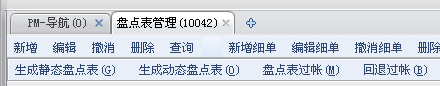 PM-导航(0) 盘点表管理(10042)
新增 编辑 撤消 删除 查询 新增细单 编辑细单 撤消细单 删除
生成静态盘点表(G) 生成动态盘点表(O) 盘点表过帐(M) 回退过帐(B)